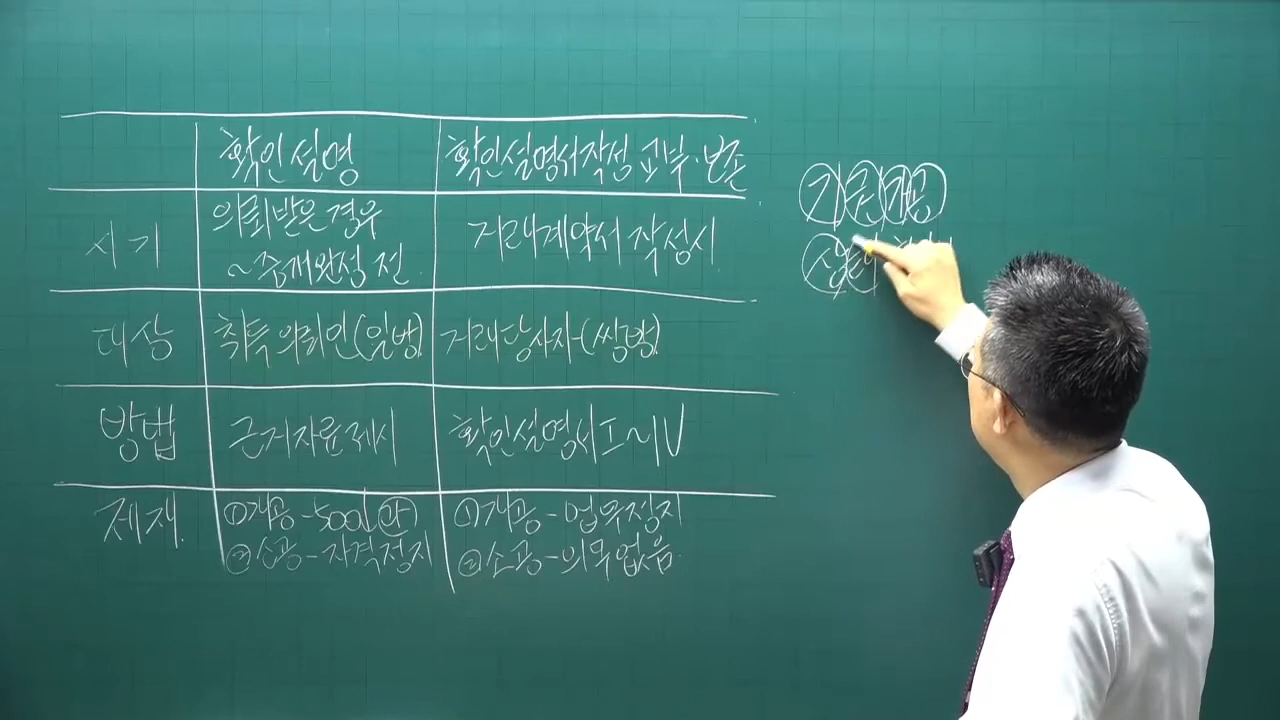 확인설명 확인설명서작성 교부·보존
시기 의뢰받은 경우 거래계약서 작성시
~중개완성 전
대상 취득 의뢰인(일방) 거래당사자-(쌍방)
방법 근거자료제시 확인설명서 I~IV
제재 ①개공-500↓ 과 ①개공-업무정지
②소공-자격정지 ②소공-의무 없음